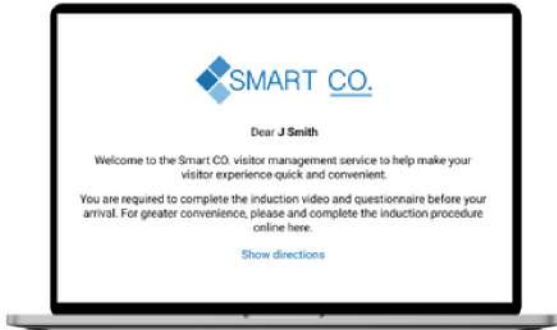 SMART CO.
Dear J Smith
Welcome to the Smart CO. visitor management service to help make your
visitor experience quick and convenient.
You are required to complete the induction video and questionnaire before your
arrival. For greater convenience, please and complete the induction procedure
online here.
Show directions